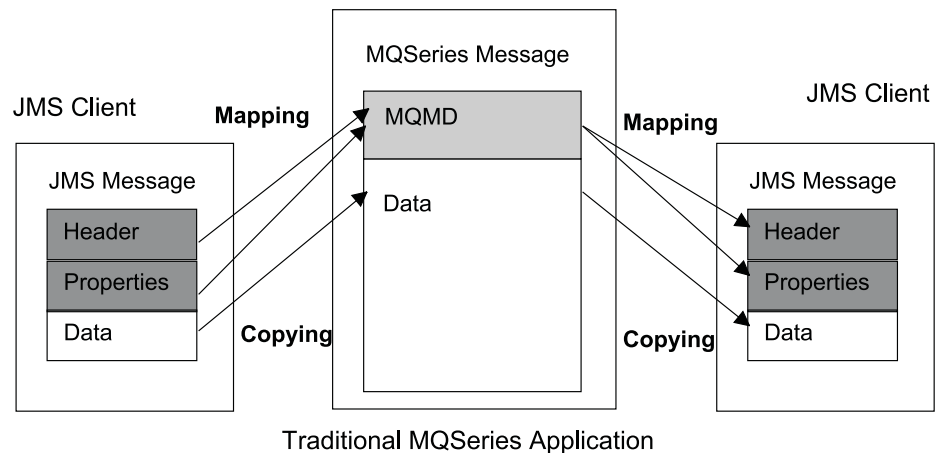 JMS Client
JMS Message
Header
Properties
Data
Mapping
Copying
MQSeries Message
MQMD
Data
Mapping
Copying
JMS Client
JMS Message
Header
Properties
Data
Traditional MQSeries Application